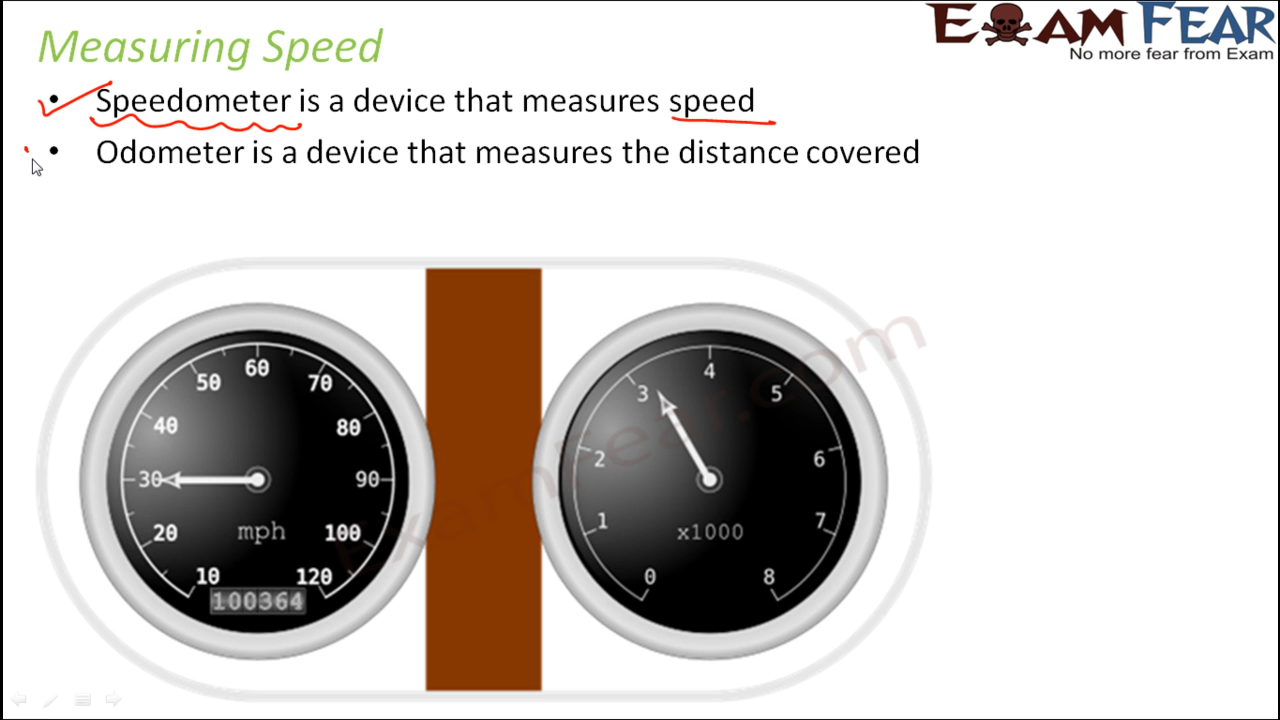 Measuring Speed
EXAM FEAR
No more fear from Exam
• Speedometer is a device that measures speed
• Odometer is a device that measures the distance covered
60
50 70
40 80
30 90
mph
20 100
10 120
100364
4
3 5
2 6
x1000
1 7
0 8
Examfear.com